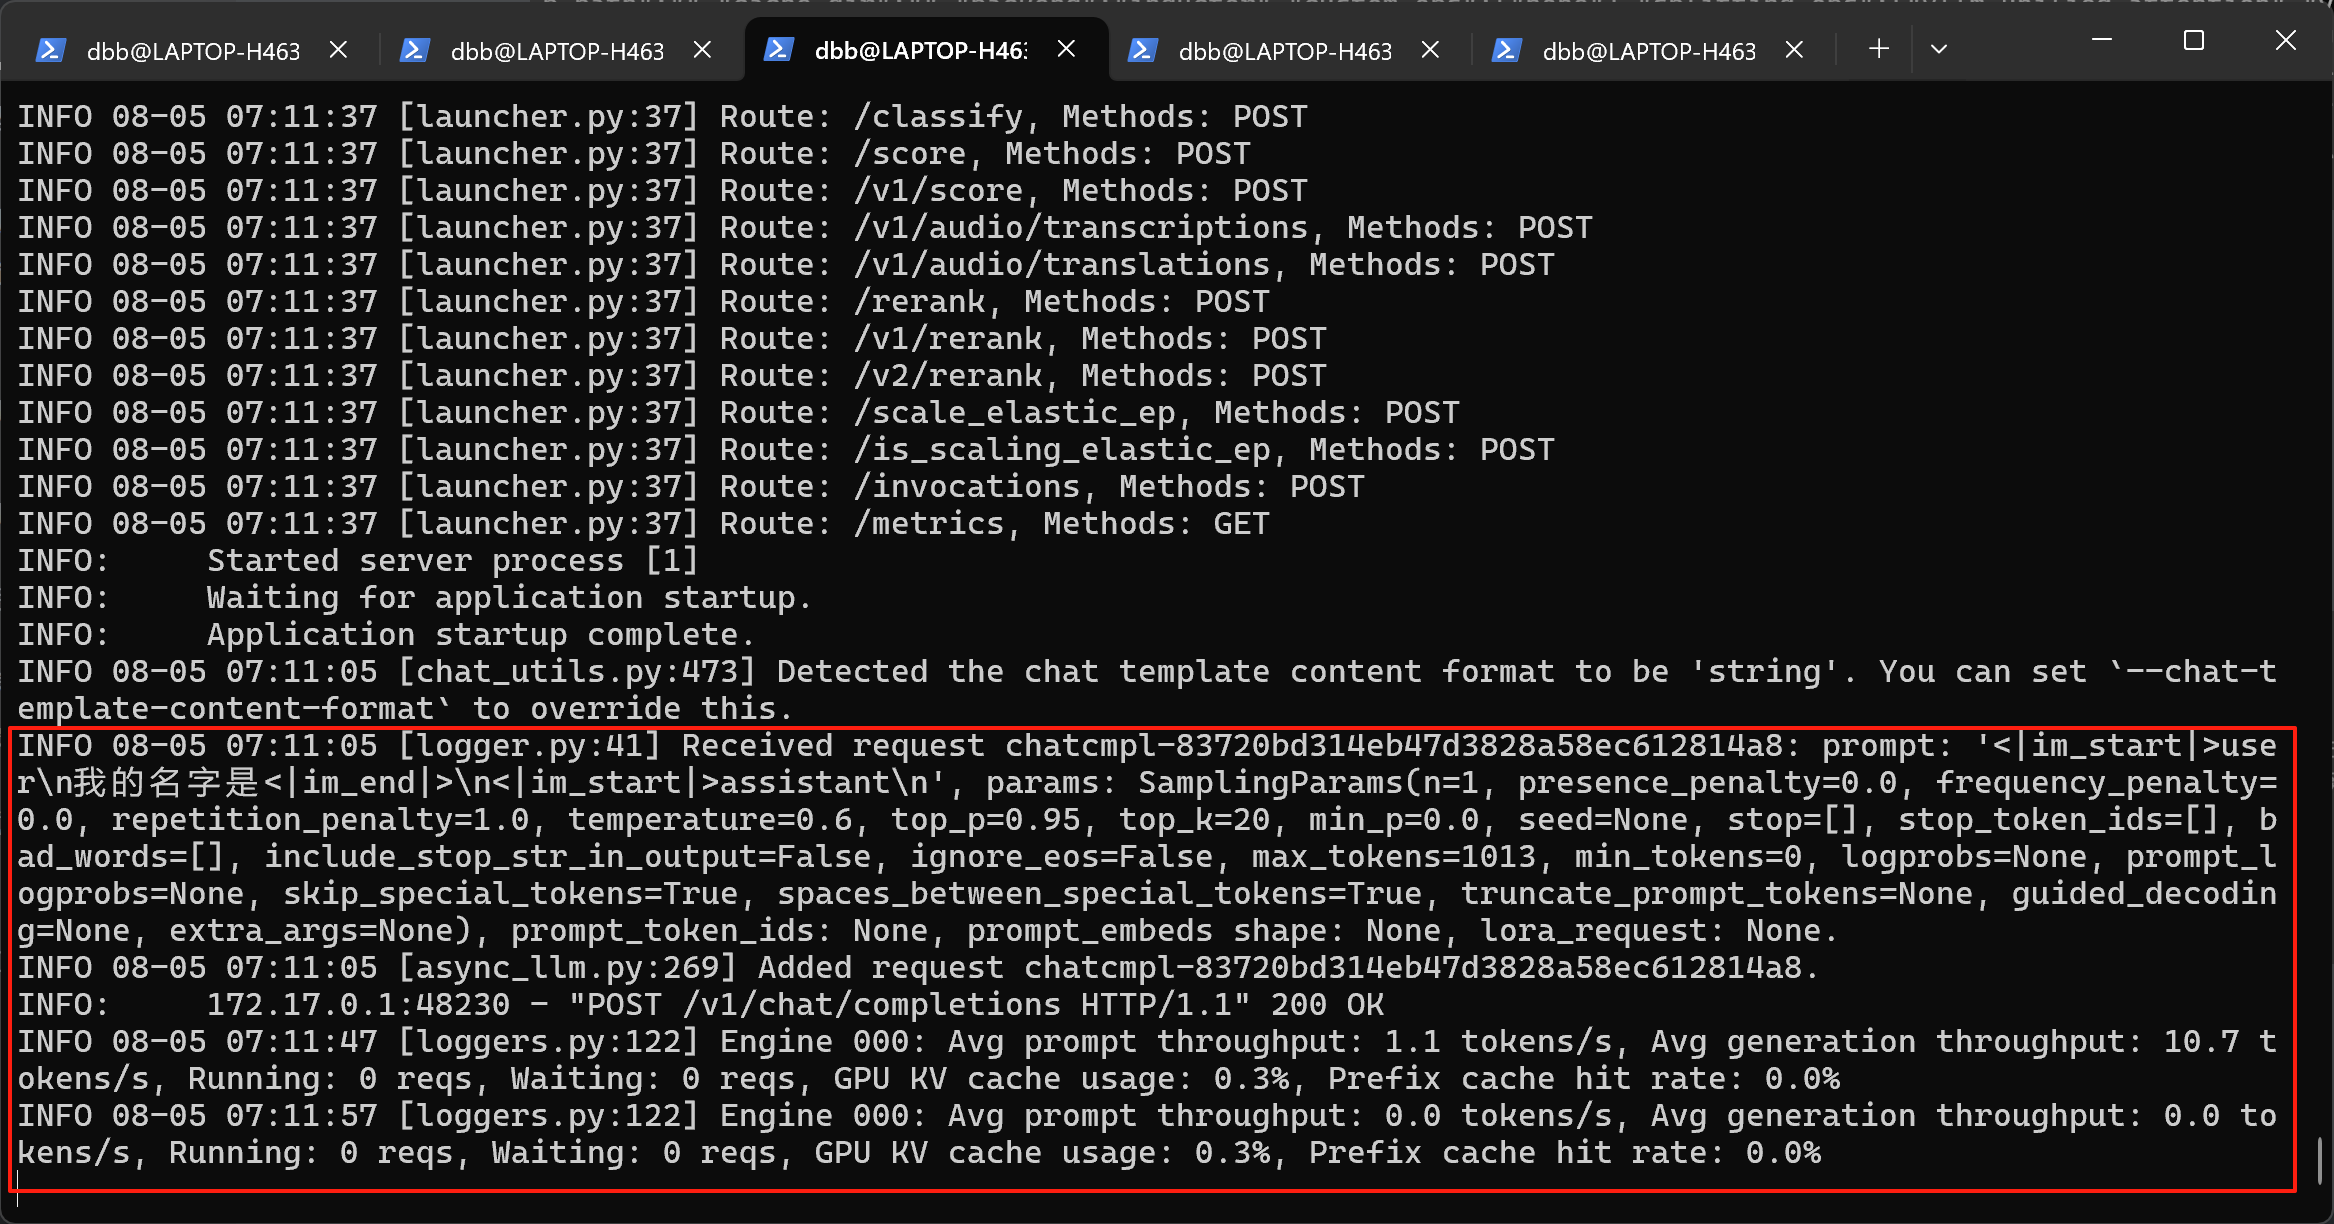 dbb@LAPTOP-H463
dbb@LAPTOP-H463
dbb@LAPTOP-H463
dbb@LAPTOP-H463
dbb@LAPTOP-H463
INFO 08-05 07:11:37 [launcher.py:37] Route: /classify, Methods: POST
INFO 08-05 07:11:37 [launcher.py:37] Route: /score, Methods: POST
INFO 08-05 07:11:37 [launcher.py:37] Route: /v1/score, Methods: POST
INFO 08-05 07:11:37 [launcher.py:37] Route: /v1/audio/transcriptions, Methods: POST
INFO 08-05 07:11:37 [launcher.py:37] Route: /v1/audio/translations, Methods: POST
INFO 08-05 07:11:37 [launcher.py:37] Route: /rerank, Methods: POST
INFO 08-05 07:11:37 [launcher.py:37] Route: /v1/rerank, Methods: POST
INFO 08-05 07:11:37 [launcher.py:37] Route: /v2/rerank, Methods: POST
INFO 08-05 07:11:37 [launcher.py:37] Route: /scale_elastic_ep, Methods: POST
INFO 08-05 07:11:37 [launcher.py:37] Route: /is_scaling_elastic_ep, Methods: POST
INFO 08-05 07:11:37 [launcher.py:37] Route: /invocations, Methods: POST
INFO 08-05 07:11:37 [launcher.py:37] Route: /metrics, Methods: GET
INFO:     Started server process [1]
INFO:     Waiting for application startup.
INFO:     Application startup complete.
INFO 08-05 07:11:05 [chat_utils.py:473] Detected the chat template content format to be 'string'. You can set `--chat-t
emplate-content-format` to override this.
INFO 08-05 07:11:05 [logger.py:41] Received request chatcmpl-83720bd314eb47d3828a58ec612814a8: prompt: '<|im_start|>use
r\n我的名字是<|im_end|>\n<|im_start|>assistant\n', params: SamplingParams(n=1, presence_penalty=0.0, frequency_penalty=
0.0, repetition_penalty=1.0, temperature=0.6, top_p=0.95, top_k=20, min_p=0.0, seed=None, stop=[], stop_token_ids=[], b
ad_words=[], include_stop_str_in_output=False, ignore_eos=False, max_tokens=1013, min_tokens=0, logprobs=None, prompt_l
ogprobs=None, skip_special_tokens=True, spaces_between_special_tokens=True, truncate_prompt_tokens=None, guided_decodin
g=None, extra_args=None), prompt_token_ids: None, prompt_embeds shape: None, lora_request: None.
INFO 08-05 07:11:05 [async_llm.py:269] Added request chatcmpl-83720bd314eb47d3828a58ec612814a8.
INFO:     172.17.0.1:48230 - "POST /v1/chat/completions HTTP/1.1" 200 OK
INFO 08-05 07:11:47 [loggers.py:122] Engine 000: Avg prompt throughput: 1.1 tokens/s, Avg generation throughput: 10.7 t
okens/s, Running: 0 reqs, Waiting: 0 reqs, GPU KV cache usage: 0.3%, Prefix cache hit rate: 0.0%
INFO 08-05 07:11:57 [loggers.py:122] Engine 000: Avg prompt throughput: 0.0 tokens/s, Avg generation throughput: 0.0 to
kens/s, Running: 0 reqs, Waiting: 0 reqs, GPU KV cache usage: 0.3%, Prefix cache hit rate: 0.0%